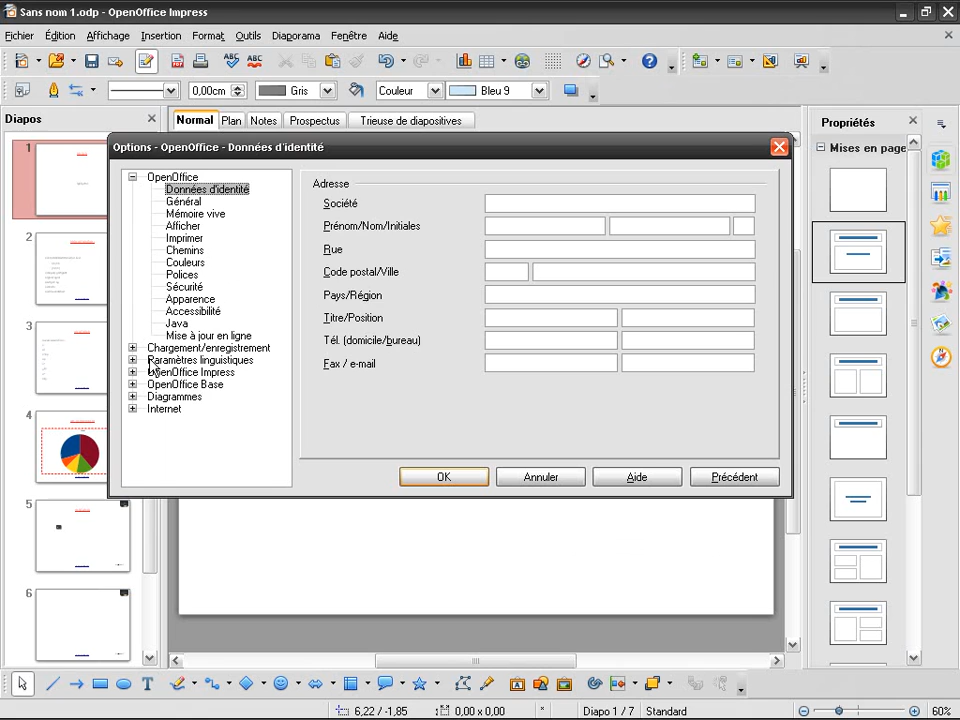 Sans nom 1.odp - OpenOffice Impress
Fichier Édition Affichage Insertion Format Outils Diaporama Fenêtre Aide
0,00cm Gris Couleur Bleu 9
Diapos
Normal Plan Notes Prospectus Trieuse de diapositives
Propriétés
Mises en page
Options - OpenOffice - Données d'identité
OpenOffice
Données d'identité
Général
Mémoire vive
Afficher
Imprimer
Chemins
Couleurs
Polices
Sécurité
Apparence
Accessibilité
Java
Mise à jour en ligne
Chargement/enregistrement
Paramètres linguistiques
OpenOffice Impress
OpenOffice Base
Diagrammes
Internet
Adresse
Société
Prénom/Nom/Initiales
Rue
Code postal/Ville
Pays/Région
Titre/Position
Tél. (domicile/bureau)
Fax / e-mail
OK Annuler Aide Précédent
1
2
3
4
5
6
6,22 / -1,85 0,00 x 0,00 * Diapo 1 / 7 Standard 60%